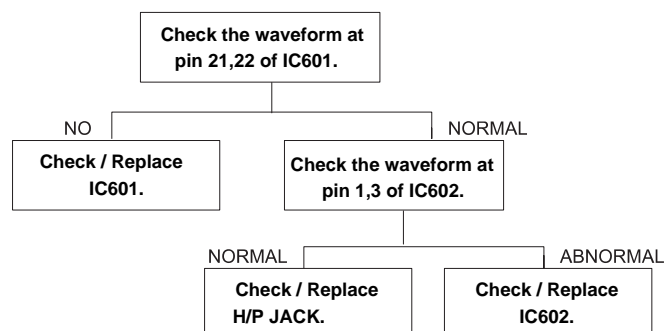 Check the waveform at
pin 21,22 of IC601.
NO
NORMAL
Check / Replace
IC601.
Check the waveform at
pin 1,3 of IC602.
NORMAL
ABNORMAL
Check / Replace
H/P JACK.
Check / Replace
IC602.